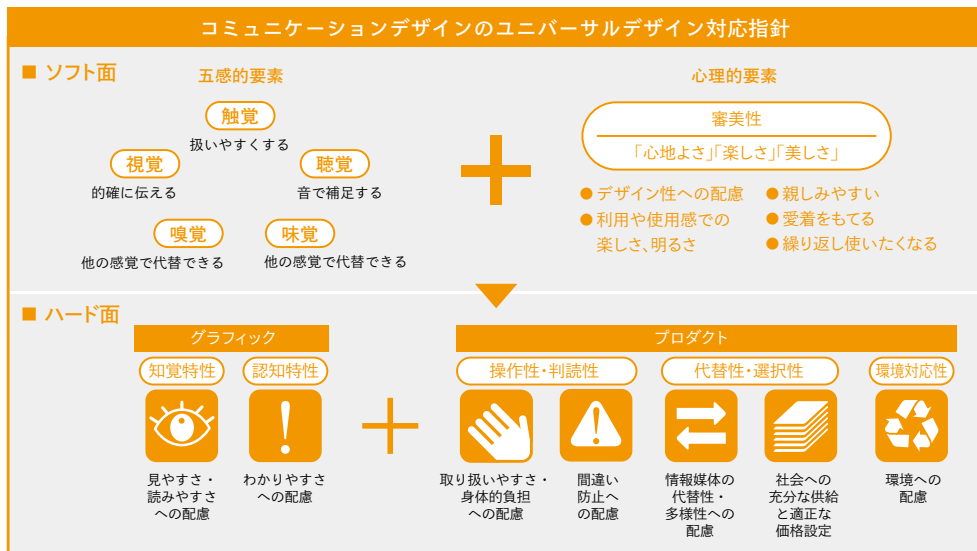 コミュニケーションデザインのユニバーサルデザイン対応指針
■ ソフト面
五感的要素
触覚
扱いやすくする
視覚
的確に伝える
聴覚
音で補足する
嗅覚
他の感覚で代替できる
味覚
他の感覚で代替できる
心理的要素
審美性
「心地よさ」「楽しさ」「美しさ」
● デザイン性への配慮
● 利用や使用感での
楽しさ、明るさ
● 親しみやすい
● 愛着をもてる
● 繰り返し使いたくなる
■ ハード面
グラフィック
知覚特性
見やすさ・
読みやすさ
への配慮
認知特性
わかりやすさ
への配慮
プロダクト
操作性・判読性
取り扱いやすさ・
身体的負担
への配慮
間違い
防止へ
の配慮
代替性・選択性
情報媒体の
代替性・
多様性への
配慮
社会への
充分な供給
と適正な
価格設定
環境対応性
環境への
配慮